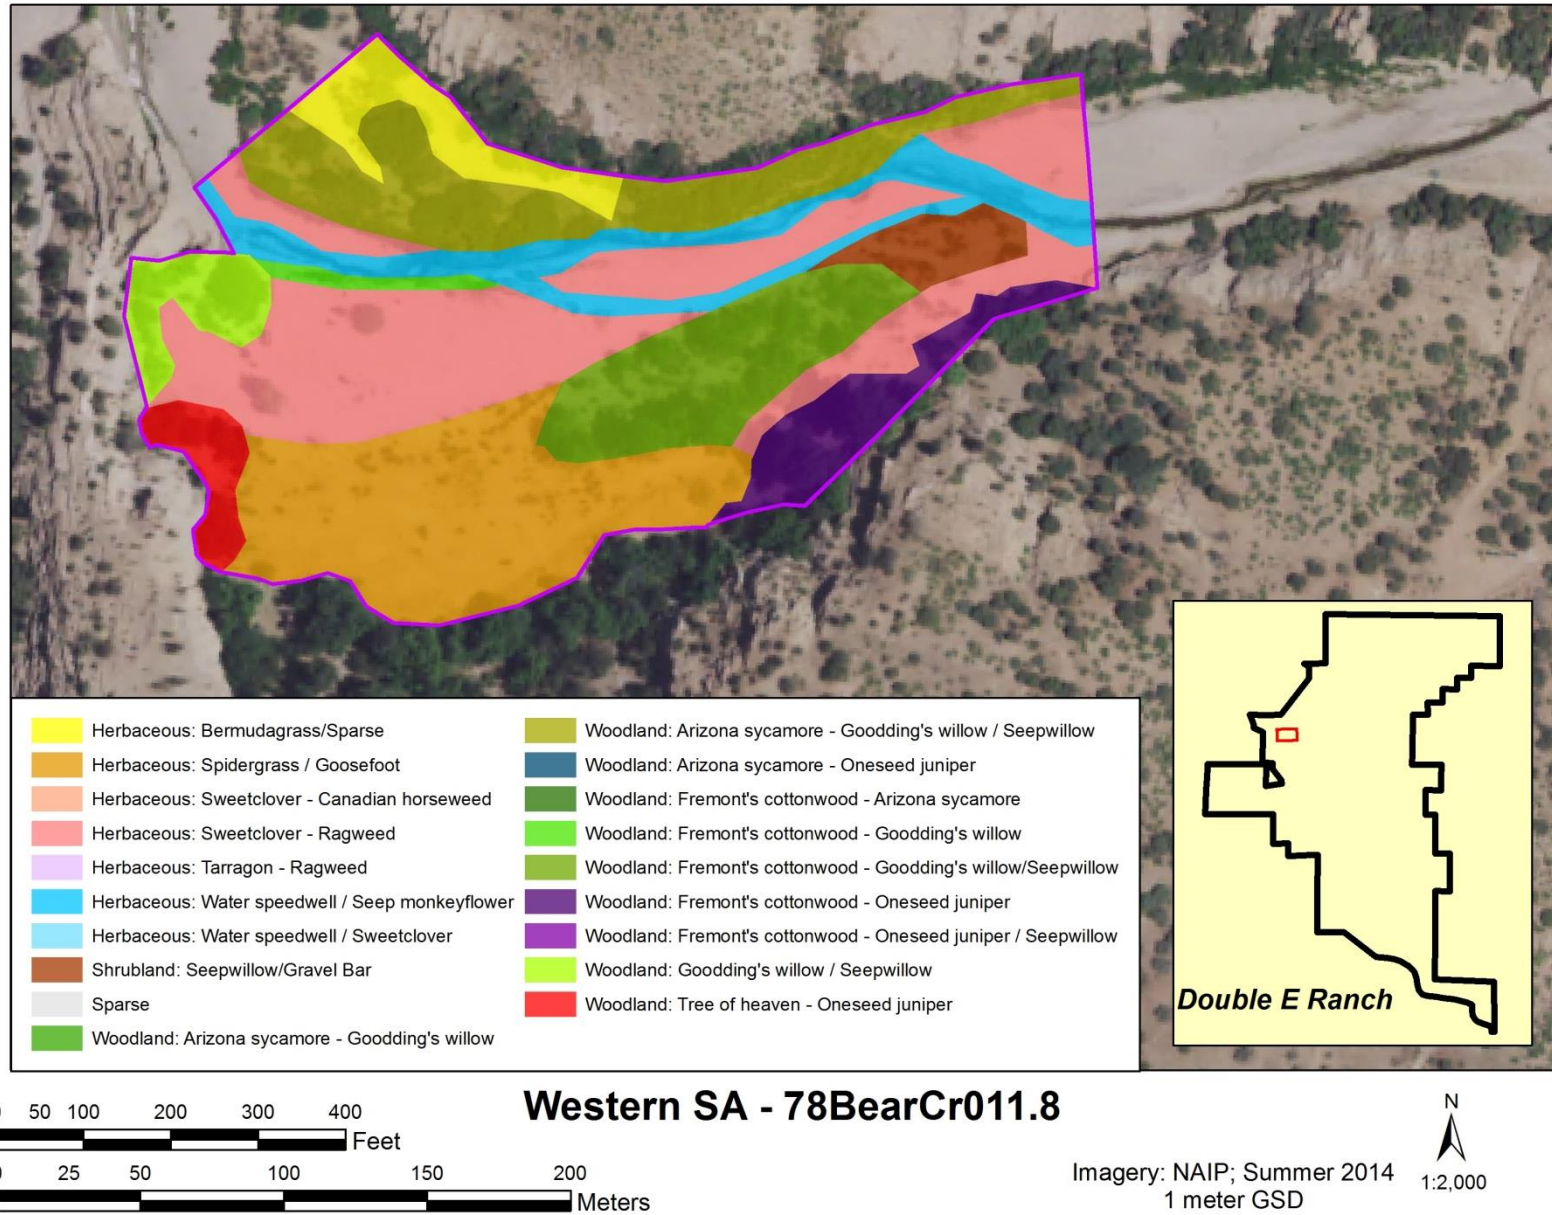 Herbaceous: Bermudagrass/Sparse
Herbaceous: Spidergrass / Goosefoot
Herbaceous: Sweetclover - Canadian horseweed
Herbaceous: Sweetclover - Ragweed
Herbaceous: Tarragon - Ragweed
Herbaceous: Water speedwell / Seep monkeyflower
Herbaceous: Water speedwell / Sweetclover
Shrubland: Seepwillow/Gravel Bar
Sparse
Woodland: Arizona sycamore - Goodding's willow
Woodland: Arizona sycamore - Goodding's willow / Seepwillow
Woodland: Arizona sycamore - Oneseed juniper
Woodland: Fremont's cottonwood - Arizona sycamore
Woodland: Fremont's cottonwood - Goodding's willow
Woodland: Fremont's cottonwood - Goodding's willow/Seepwillow
Woodland: Fremont's cottonwood - Oneseed juniper
Woodland: Fremont's cottonwood - Oneseed juniper / Seepwillow
Woodland: Goodding's willow / Seepwillow
Woodland: Tree of heaven - Oneseed juniper
Double E Ranch
Western SA - 78BearCr011.8
50 100 200 300 400
Feet
25 50 100 150 200
Meters
Imagery: NAIP; Summer 2014
1 meter GSD
N
1:2,000